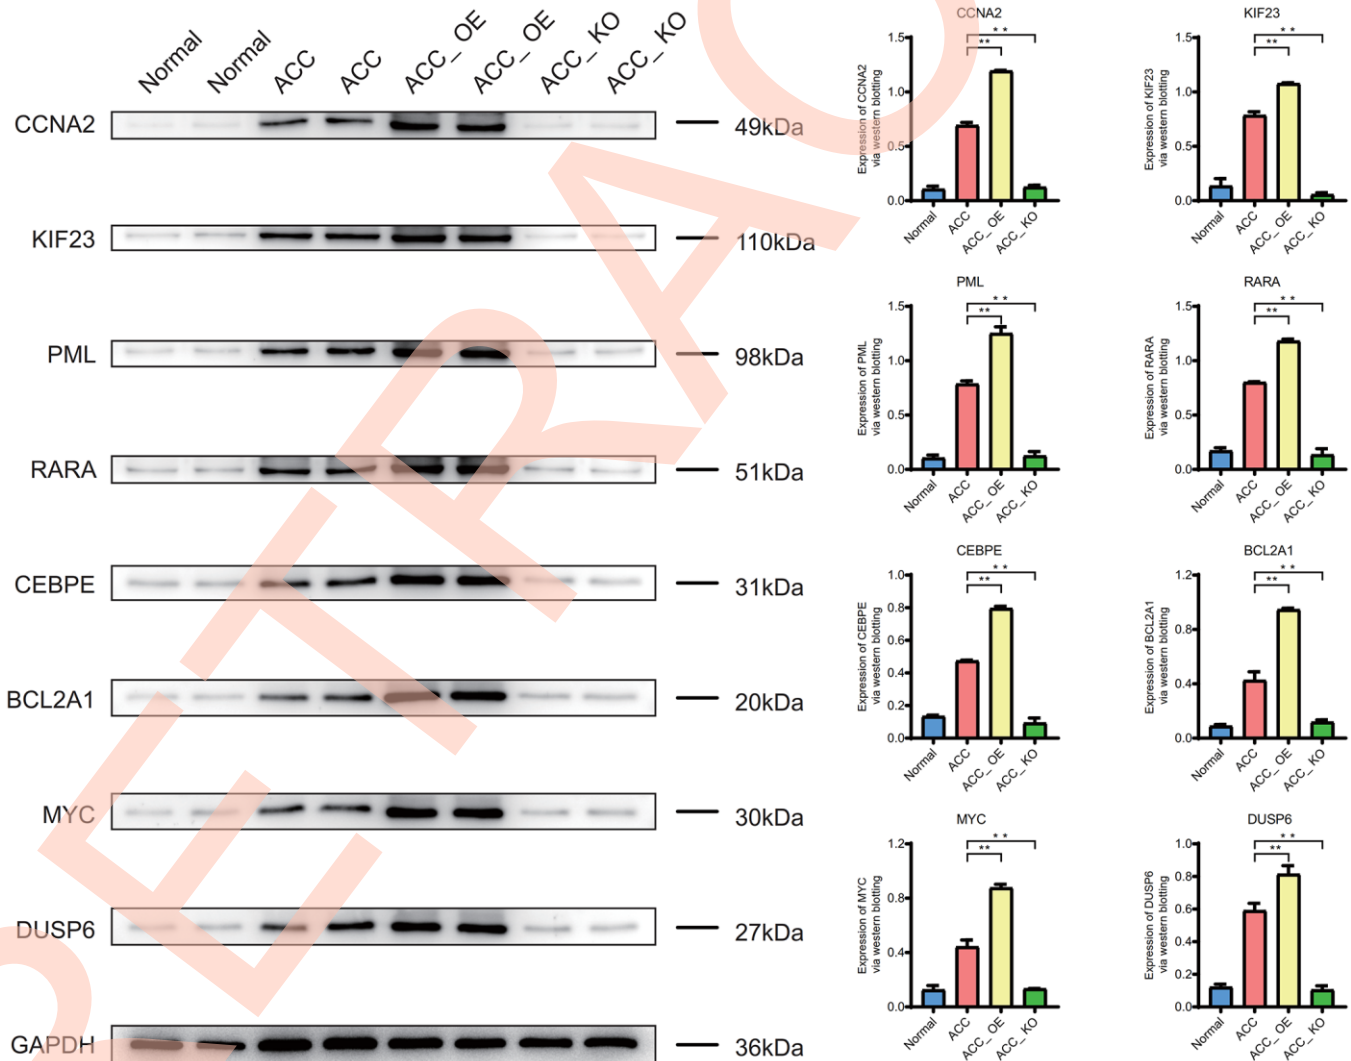 Normal
Normal
ACC
ACC
ACC_OE
ACC_OE
ACC_KO
ACC_KO
CCNA2
49kDa
KIF23
110kDa
PML
98kDa
RARA
51kDa
CEBPE
31kDa
BCL2A1
20kDa
MYC
30kDa
DUSP6
27kDa
GAPDH
36kDa
CCNA2
Expression of CCNA2
via western blotting
1.5
1.0
0.5
0.0
**
**
Normal
ACC
ACC_OE
ACC_KO
KIF23
Expression of KIF23
via western blotting
1.5
1.0
0.5
0.0
**
**
Normal
ACC
ACC_OE
ACC_KO
PML
Expression of PML
via western blotting
1.5
1.0
0.5
0.0
**
**
Normal
ACC
ACC_OE
ACC_KO
RARA
Expression of RARA
via western blotting
1.5
1.0
0.5
0.0
**
**
Normal
ACC
ACC_OE
ACC_KO
CEBPE
Expression of CEBPE
via western blotting
1.0
0.8
0.6
0.4
0.2
0.0
**
**
Normal
ACC
ACC_OE
ACC_KO
BCL2A1
Expression of BCL2A1
via western blotting
1.2
0.8
0.4
0.0
**
**
Normal
ACC
ACC_OE
ACC_KO
MYC
Expression of MYC
via western blotting
1.2
0.8
0.4
0.0
**
**
Normal
ACC
ACC_OE
ACC_KO
DUSP6
Expression of DUSP6
via western blotting
1.0
0.8
0.6
0.4
0.2
0.0
**
**
Normal
ACC
ACC_OE
ACC_KO